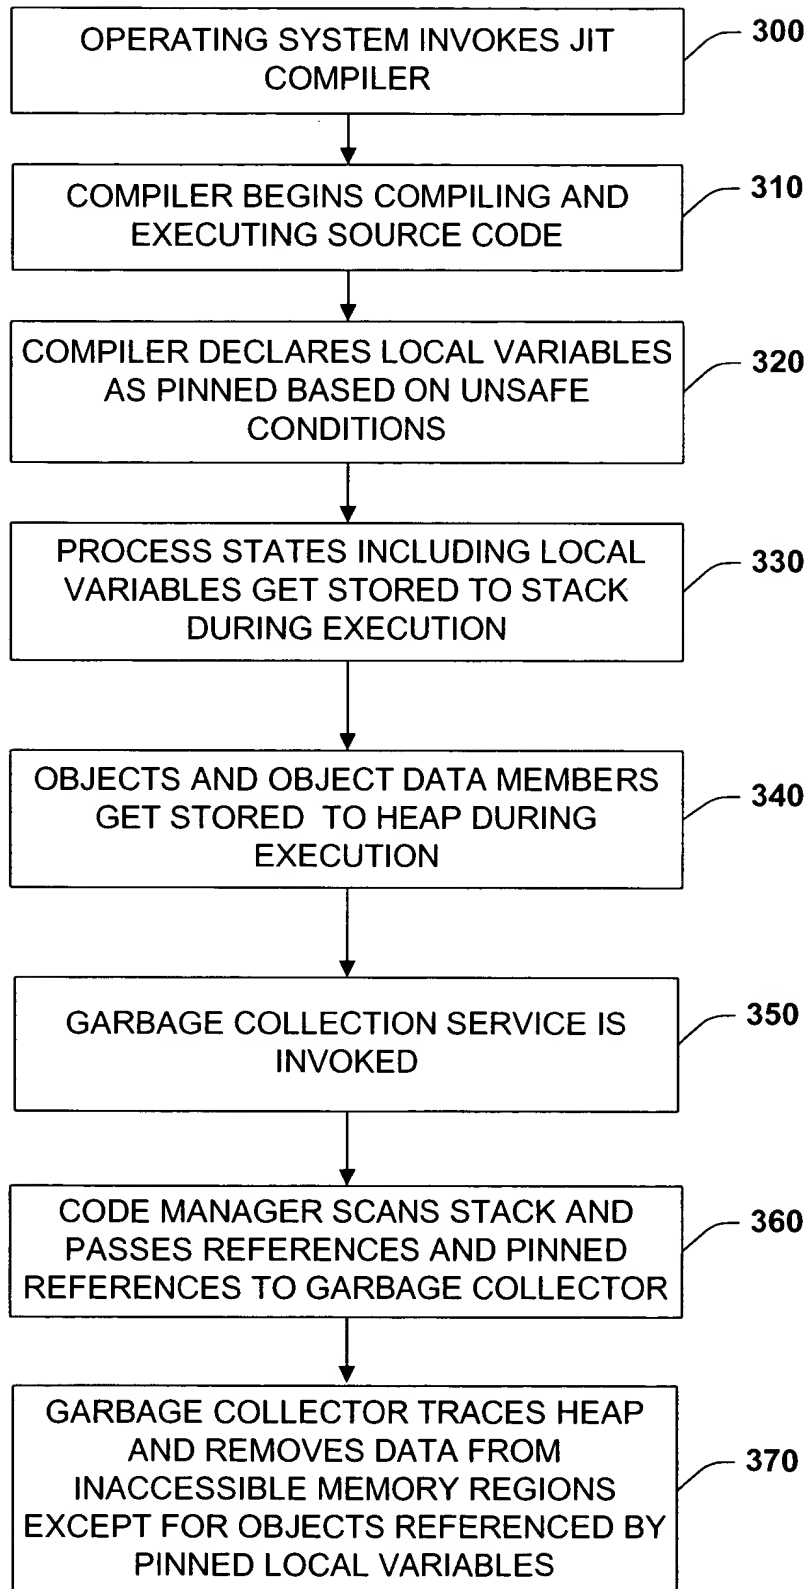 OPERATING SYSTEM INVOKES JIT
COMPILER
300
COMPILER BEGINS COMPILING AND
EXECUTING SOURCE CODE
310
COMPILER DECLARES LOCAL VARIABLES
AS PINNED BASED ON UNSAFE
CONDITIONS
320
PROCESS STATES INCLUDING LOCAL
VARIABLES GET STORED TO STACK
DURING EXECUTION
330
OBJECTS AND OBJECT DATA MEMBERS
GET STORED TO HEAP DURING
EXECUTION
340
GARBAGE COLLECTION SERVICE IS
INVOKED
350
CODE MANAGER SCANS STACK AND
PASSES REFERENCES AND PINNED
REFERENCES TO GARBAGE COLLECTOR
360
GARBAGE COLLECTOR TRACES HEAP
AND REMOVES DATA FROM
INACCESSIBLE MEMORY REGIONS
EXCEPT FOR OBJECTS REFERENCED BY
PINNED LOCAL VARIABLES
370